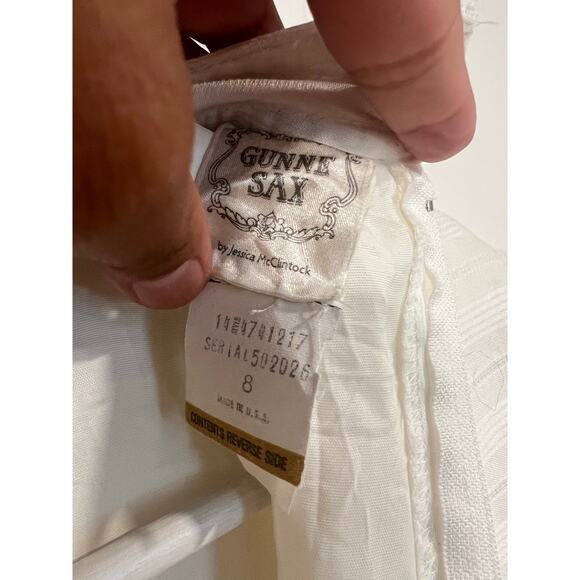 GUNNE
SAX
by Jessica McClintock
SERIAL502026
8
MADE IN U.S.A.
CONTENTS REVERSE SIDE